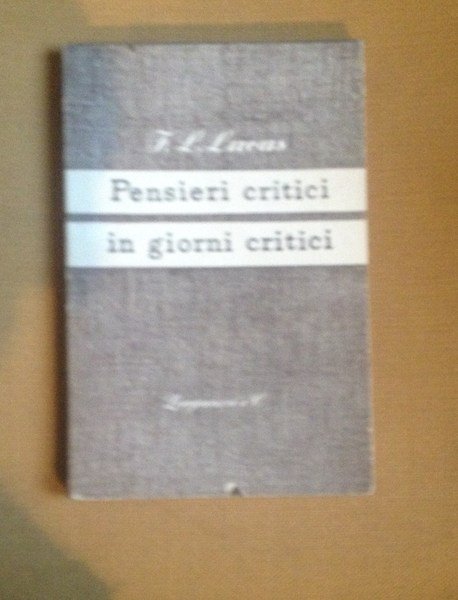 F. L. Lucas
Pensieri critici
in giorni critici